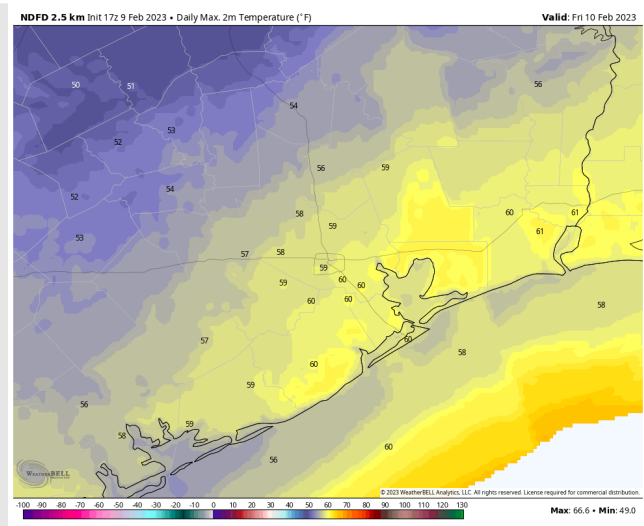 NDFD 2.5 km Init 17z 9 Feb 2023 • Daily Max. 2m Temperature (°F) Valid: Fri 10 Feb 2023
50 51 56
54
53
52
56 59
54
52
58 60 61
59 61
53
57 58
59
59 60 60
60 60 58
57 60 58
60
59
56
59
58
56 60
WEATHERBELL
© 2023 WeatherBELL Analytics, LLC. All rights reserved. License required for commercial distribution.
-100 -90 -80 -70 -60 -50 -40 -30 -20 -10 0 10 20 30 40 50 60 70 80 90 100 110 120 130
Max: 66.6 • Min: 49.0